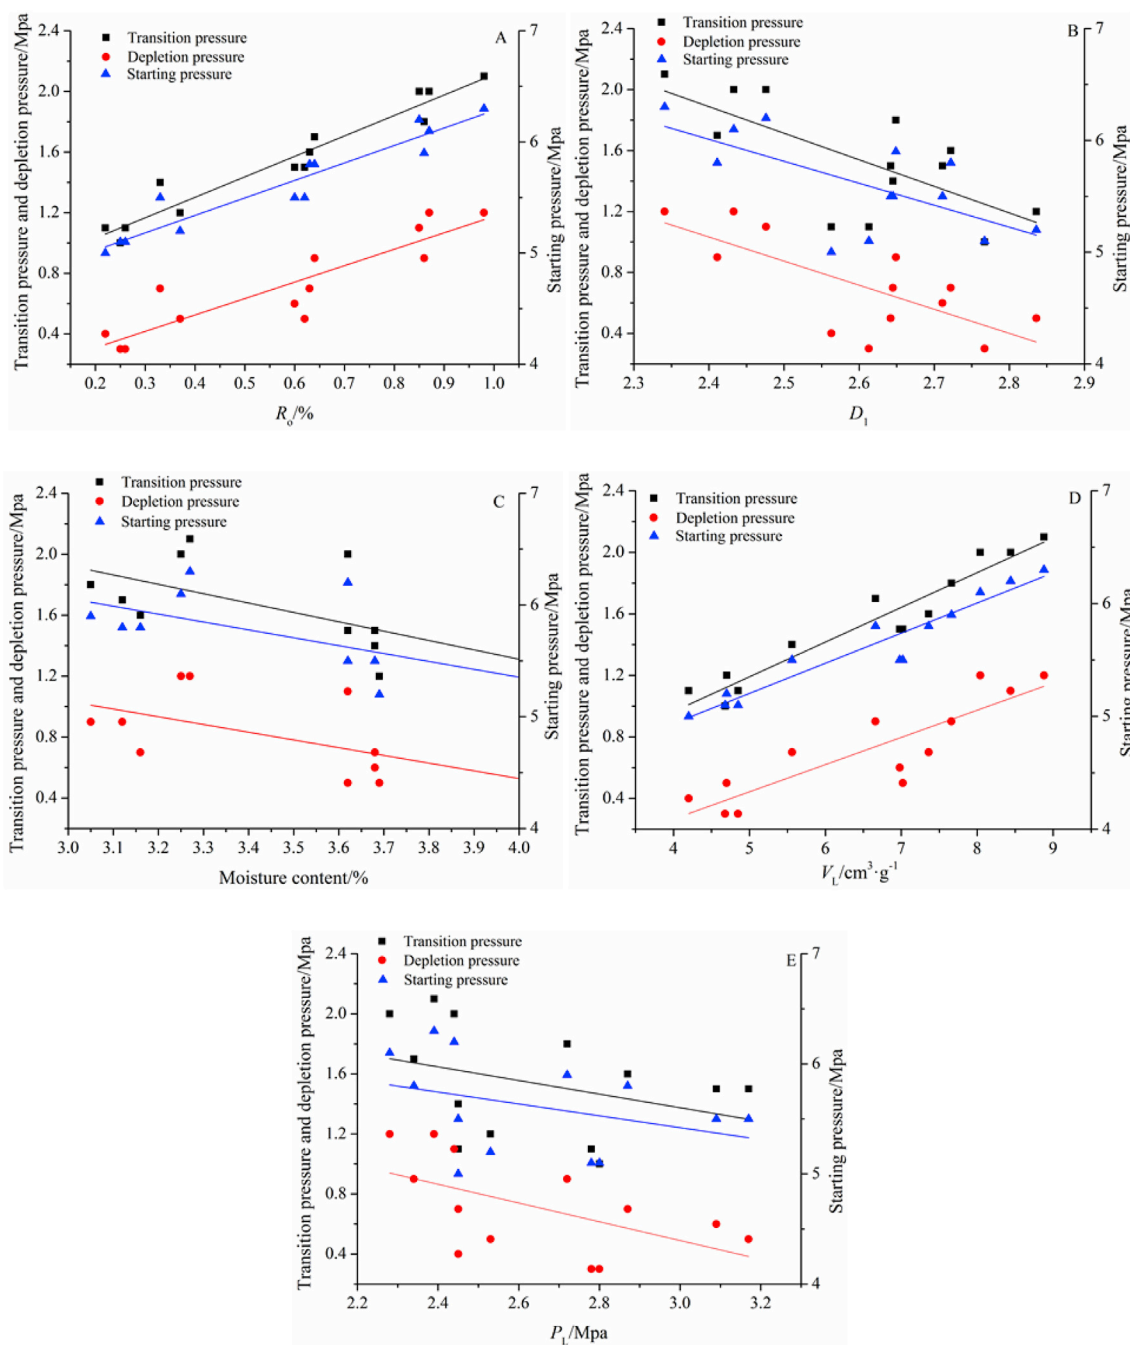 Transition pressure and depletion pressure/Mpa
2.4
2.0
1.6
1.2
0.8
0.4
Transition pressure
Depletion pressure
Starting pressure
A
7
6
5
4
Starting pressure/Mpa
0.2 0.3 0.4 0.5 0.6 0.7 0.8 0.9 1.0
Ro/%
Transition pressure and depletion pressure/Mpa
2.4
2.0
1.6
1.2
0.8
0.4
Transition pressure
Depletion pressure
Starting pressure
B
7
6
5
4
Starting pressure/Mpa
2.3 2.4 2.5 2.6 2.7 2.8 2.9
D1
Transition pressure and depletion pressure/Mpa
2.4
2.0
1.6
1.2
0.8
0.4
Transition pressure
Depletion pressure
Starting pressure
C
7
6
5
4
Starting pressure/Mpa
3.0 3.1 3.2 3.3 3.4 3.5 3.6 3.7 3.8 3.9 4.0
Moisture content/%
Transition pressure and depletion pressure/Mpa
2.4
2.0
1.6
1.2
0.8
0.4
Transition pressure
Depletion pressure
Starting pressure
D
7
6
5
4
Starting pressure/Mpa
4 5 6 7 8 9
VL/cm³·g⁻¹
Transition pressure and depletion pressure/Mpa
2.4
2.0
1.6
1.2
0.8
0.4
Transition pressure
Depletion pressure
Starting pressure
E
7
6
5
4
Starting pressure/Mpa
2.2 2.4 2.6 2.8 3.0 3.2
PL/Mpa